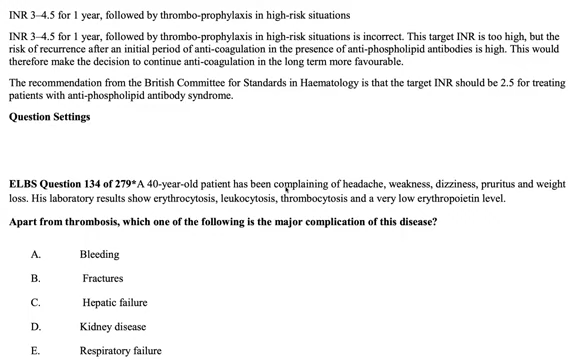 INR 3–4.5 for 1 year, followed by thrombo-prophylaxis in high-risk situations
INR 3–4.5 for 1 year, followed by thrombo-prophylaxis in high-risk situations is incorrect. This target INR is too high, but the
risk of recurrence after an initial period of anti-coagulation in the presence of anti-phospholipid antibodies is high. This would
therefore make the decision to continue anti-coagulation in the long term more favourable.
The recommendation from the British Committee for Standards in Haematology is that the target INR should be 2.5 for treating
patients with anti-phospholipid antibody syndrome.
Question Settings
ELBS Question 134 of 279*A 40-year-old patient has been complaining of headache, weakness, dizziness, pruritus and weight
loss. His laboratory results show erythrocytosis, leukocytosis, thrombocytosis and a very low erythropoietin level.
Apart from thrombosis, which one of the following is the major complication of this disease?
A. Bleeding
B. Fractures
C. Hepatic failure
D. Kidney disease
E. Respiratory failure